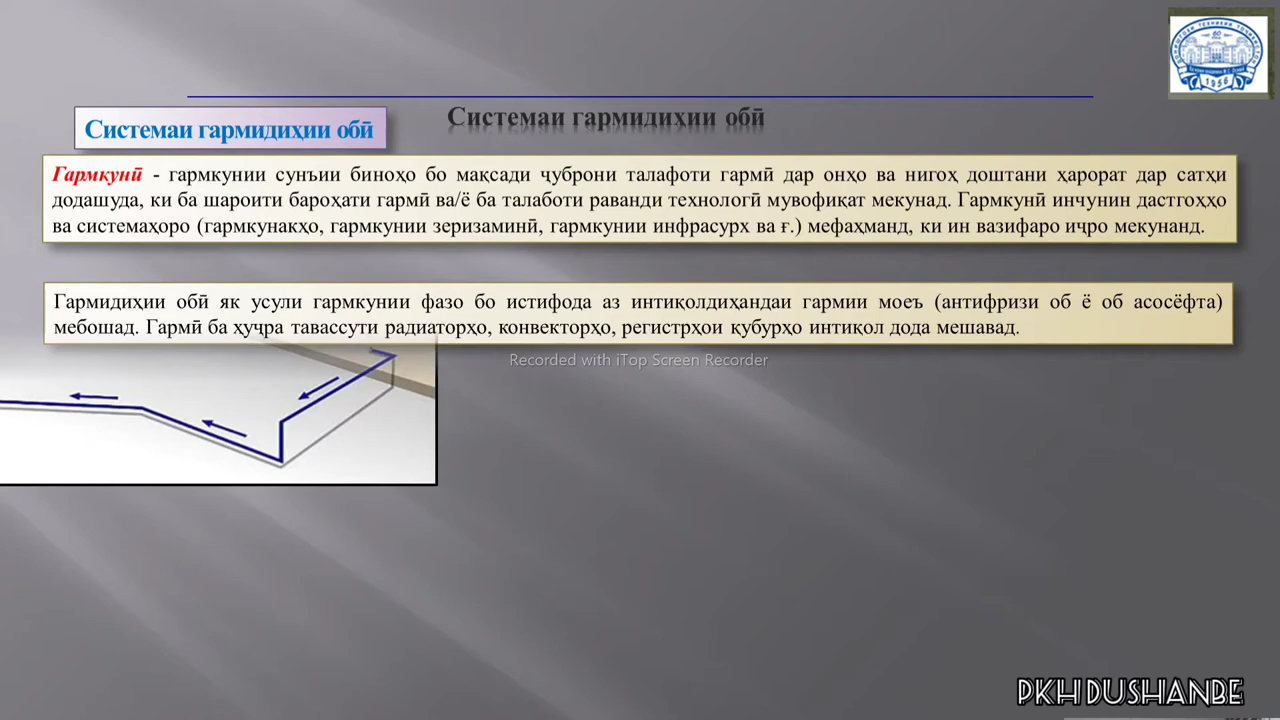 Системаи гармидиҳии обӣ
Системаи гармидиҳии обӣ
Гармкунӣ - гармкунии сунъии биноҳо бо мақсади ҷуброни талафоти гармӣ дар онҳо ва нигоҳ доштани ҳарорат дар сатҳи
додашуда, ки ба шароити бароҳати гармӣ ва/ё ба талаботи раванди технологӣ мувофиқат мекунад. Гармкунӣ инчунин дастгоҳҳо
ва системаҳоро (гармкунакҳо, гармкунии зеризаминӣ, гармкунии инфрасурх ва ғ.) мефаҳманд, ки ин вазифаро иҷро мекунанд.
Гармидиҳии обӣ як усули гармкунии фазо бо истифода аз интиқолдиҳандаи гармии моеъ (антифризи об ё об асосёфта)
мебошад. Гармӣ ба ҳуҷра тавассути радиаторҳо, конвекторҳо, регистрҳои қубурҳо интиқол дода мешавад.
Recorded with iTop Screen Recorder
1956
PKH DUSHANBE